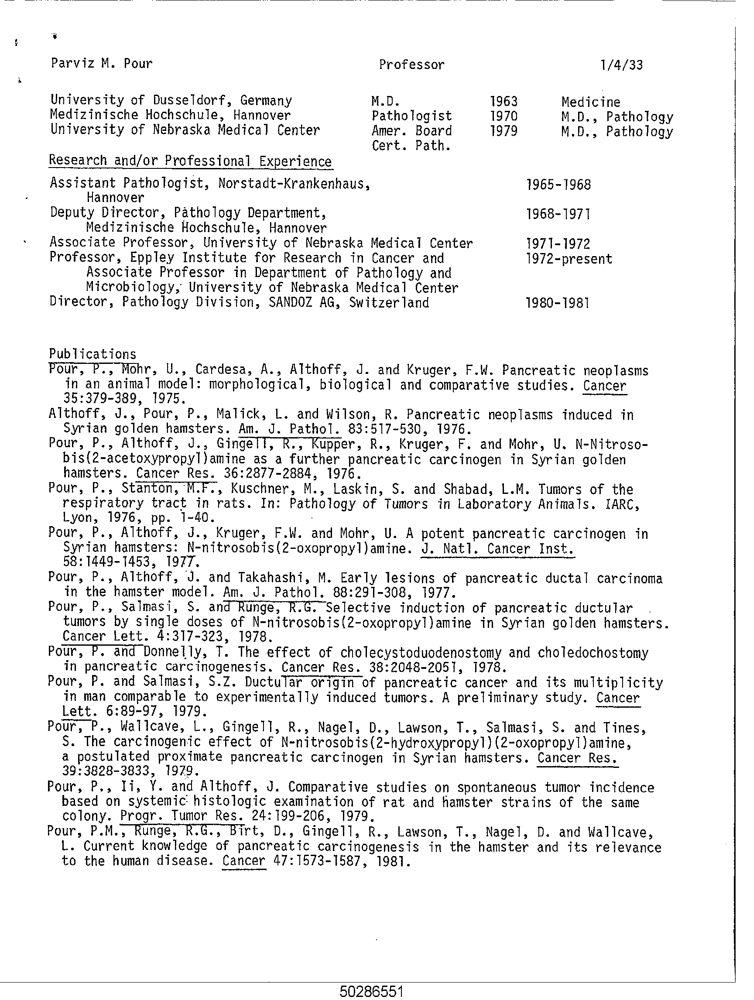 Parviz M. Pour Professor 1/4/33
University of Dusseldorf, Germany M.D. 1963 Medicine
Medizinische Hochschule, Hannover Pathologist 1970 M.D., Pathology
University of Nebraska Medical Center Amer. Board 1979 M.D., Pathology
Cert. Path.
Research and/or Professional Experience
Assistant Pathologist, Norstadt-Krankenhaus, 1965-1968
Hannover
Deputy Director, Pathology Department, 1968-1971
Medizinische Hochschule, Hannover
Associate Professor, University of Nebraska Medical Center 1971-1972
Professor, Eppley Institute for Research in Cancer and 1972-present
Associate Professor in Department of Pathology and
Microbiology, University of Nebraska Medical Center
Director, Pathology Division, SANDOZ AG, Switzerland 1980-1981
Publications
Pour, P., Mohr, U., Cardesa, A., Althoff, J. and Kruger, F.W. Pancreatic neoplasms
in an animal model: morphological, biological and comparative studies. Cancer
35:379-389, 1975.
Althoff, J., Pour, P., Malick, L. and Wilson, R. Pancreatic neoplasms induced in
Syrian golden hamsters. Am. J. Pathol. 83:517-530, 1976.
Pour, P., Althoff, J., Gingell, R., Kupper, R., Kruger, F. and Mohr, U. N-Nitroso-
bis(2-acetoxypropyl)amine as a further pancreatic carcinogen in Syrian golden
hamsters. Cancer Res. 36:2877-2884, 1976.
Pour, P., Stanton, M.F., Kuschner, M., Laskin, S. and Shabad, L.M. Tumors of the
respiratory tract in rats. In: Pathology of Tumors in Laboratory Animals. IARC,
Lyon, 1976, pp. 1-40.
Pour, P., Althoff, J., Kruger, F.W. and Mohr, U. A potent pancreatic carcinogen in
Syrian hamsters: N-nitrosobis(2-oxopropyl)amine. J. Natl. Cancer Inst.
58:1449-1453, 1977.
Pour, P., Althoff, J. and Takahashi, M. Early lesions of pancreatic ductal carcinoma
in the hamster model. Am. J. Pathol. 88:291-308, 1977.
Pour, P., Salmasi, S. and Runge, R.G. Selective induction of pancreatic ductular
tumors by single doses of N-nitrosobis(2-oxopropyl)amine in Syrian golden hamsters.
Cancer Lett. 4:317-323, 1978.
Pour, P. and Donnelly, T. The effect of cholecystoduodenostomy and choledochostomy
in pancreatic carcinogenesis. Cancer Res. 38:2048-2051, 1978.
Pour, P. and Salmasi, S.Z. Ductular origin of pancreatic cancer and its multiplicity
in man comparable to experimentally induced tumors. A preliminary study. Cancer
Lett. 6:89-97, 1979.
Pour, P., Wallcave, L., Gingell, R., Nagel, D., Lawson, T., Salmasi, S. and Tines,
S. The carcinogenic effect of N-nitrosobis(2-hydroxypropyl)(2-oxopropyl)amine,
a postulated proximate pancreatic carcinogen in Syrian hamsters. Cancer Res.
39:3828-3833, 1979.
Pour, P., Ii, Y. and Althoff, J. Comparative studies on spontaneous tumor incidence
based on systemic histologic examination of rat and hamster strains of the same
colony. Progr. Tumor Res. 24:199-206, 1979.
Pour, P.M., Runge, R.G., Birt, D., Gingell, R., Lawson, T., Nagel, D. and Wallcave,
L. Current knowledge of pancreatic carcinogenesis in the hamster and its relevance
to the human disease. Cancer 47:1573-1587, 1981.
50286551